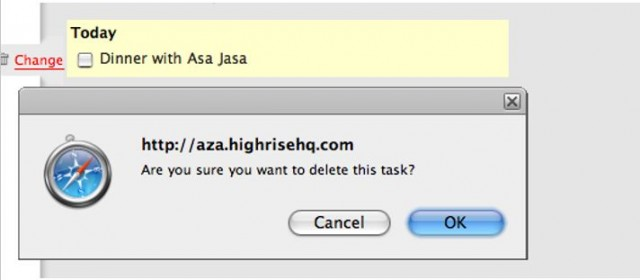 Today
Change
Dinner with Asa Jasa
http://aza.highrisehq.com
Are you sure you want to delete this task?
Cancel
OK